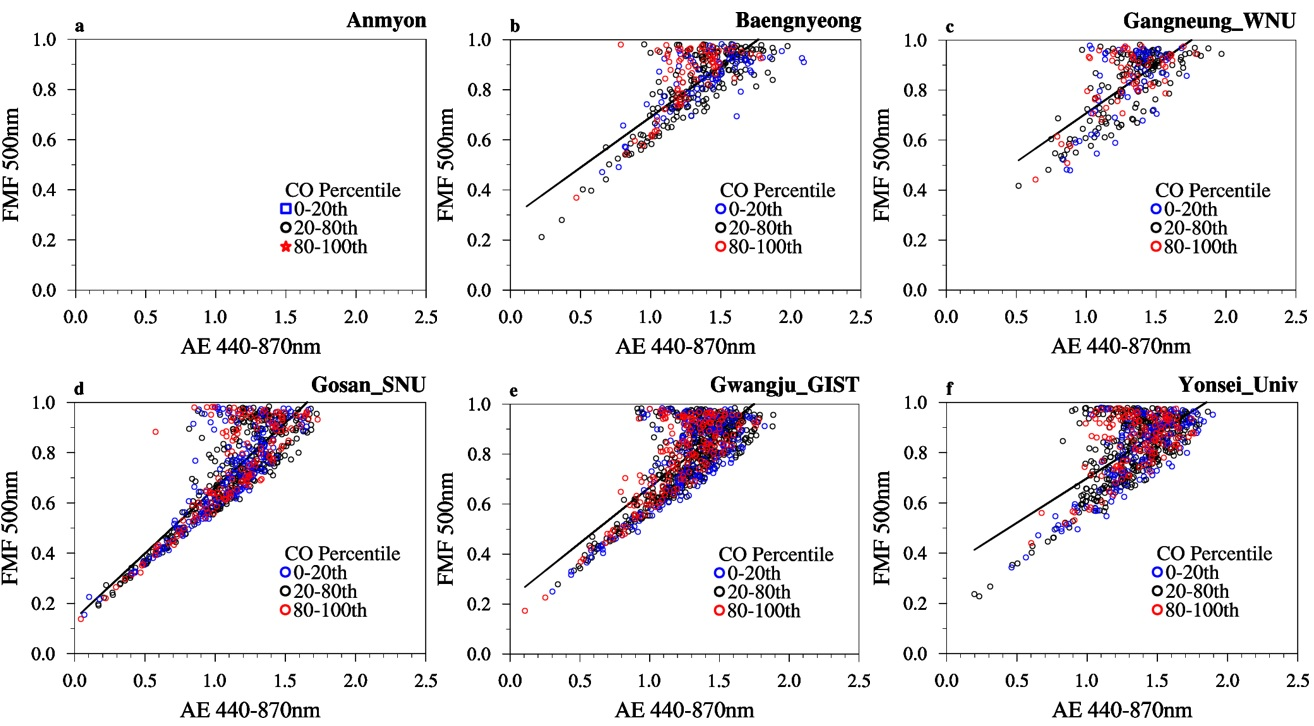 a Anmyon
1.0
0.8
0.6
0.4
0.2
0.0
FMF 500nm
CO Percentile
0-20th
20-80th
80-100th
0.0 0.5 1.0 1.5 2.0 2.5
AE 440-870nm
b Baengnyeong
1.0
0.8
0.6
0.4
0.2
0.0
FMF 500nm
CO Percentile
0-20th
20-80th
80-100th
0.0 0.5 1.0 1.5 2.0 2.5
AE 440-870nm
c Gangneung_WNU
1.0
0.8
0.6
0.4
0.2
0.0
FMF 500nm
CO Percentile
0-20th
20-80th
80-100th
0.0 0.5 1.0 1.5 2.0 2.5
AE 440-870nm
d Gosan_SNU
1.0
0.8
0.6
0.4
0.2
0.0
FMF 500nm
CO Percentile
0-20th
20-80th
80-100th
0.0 0.5 1.0 1.5 2.0 2.5
AE 440-870nm
e Gwangju_GIST
1.0
0.8
0.6
0.4
0.2
0.0
FMF 500nm
CO Percentile
0-20th
20-80th
80-100th
0.0 0.5 1.0 1.5 2.0 2.5
AE 440-870nm
f Yonsei_Univ
1.0
0.8
0.6
0.4
0.2
0.0
FMF 500nm
CO Percentile
0-20th
20-80th
80-100th
0.0 0.5 1.0 1.5 2.0 2.5
AE 440-870nm